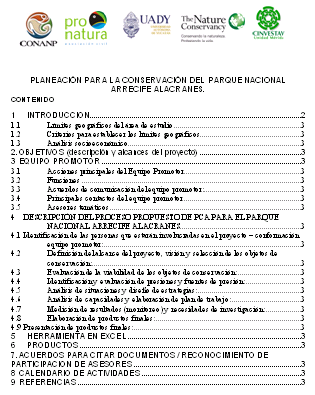 CONANP
pro
natura
UADY
The Nature
Conservancy
CINVESTAV
PLANEACIÓN PARA LA CONSERVACIÓN DEL PARQUE NACIONAL
ARRECIFE ALACRANES.
CONTENIDO
1 INTRODUCCION.....2
1.1 Límites geográficos del área de estudio.....3
1.2 Criterios para establecer los límites geográficos.....3
1.3 Análisis socioeconómico.....3
2. OBJETIVOS (descripción y alcances del proyecto).....3
3 EQUIPO PROMOTOR.....3
3.1 Acciones principales del Equipo Promotor:.....3
3.2 Funciones.....3
3.3 Acuerdos de comunicación del equipo promotor:.....3
3.4 Principales contactos del equipo promotor:.....3
3.5 Asesores temáticos:.....3
4 DESCRIPCIÓN DEL PROCESO PROPUESTO DE PCA PARA EL PARQUE
NACIONAL ARRECIFE ALACRANES.....3
4.1 Identificación de las personas que estarán involucradas en el proyecto – conformación
equipo promotor:.....3
4.2 Definición del alcance del proyecto, visión y selección de los objetos de
conservación:.....3
4.3 Evaluación de la viabilidad de los objetos de conservación:.....3
4.4 Identificación y evaluación de presiones y fuentes de presión:.....3
4.5 Análisis de situaciones y diseño de estrategias:.....3
4.6 Análisis de capacidades y elaboración de plan de trabajo:.....3
4.7 Medición de resultados (monitoreo) y necesidades de investigación:.....3
4.8 Elaboración de productos finales:.....3
4.9 Presentación de productos finales:.....3
5 HERRAMIENTA EN EXCEL.....3
6 PRODUCTOS.....3
7. ACUERDOS PARA CITAR DOCUMENTOS / RECONOCIMIENTO DE
PARTICIPACION DE ASESORES.....3
8 CALENDARIO DE ACTIVIDADES.....3
9 REFERENCIAS.....3